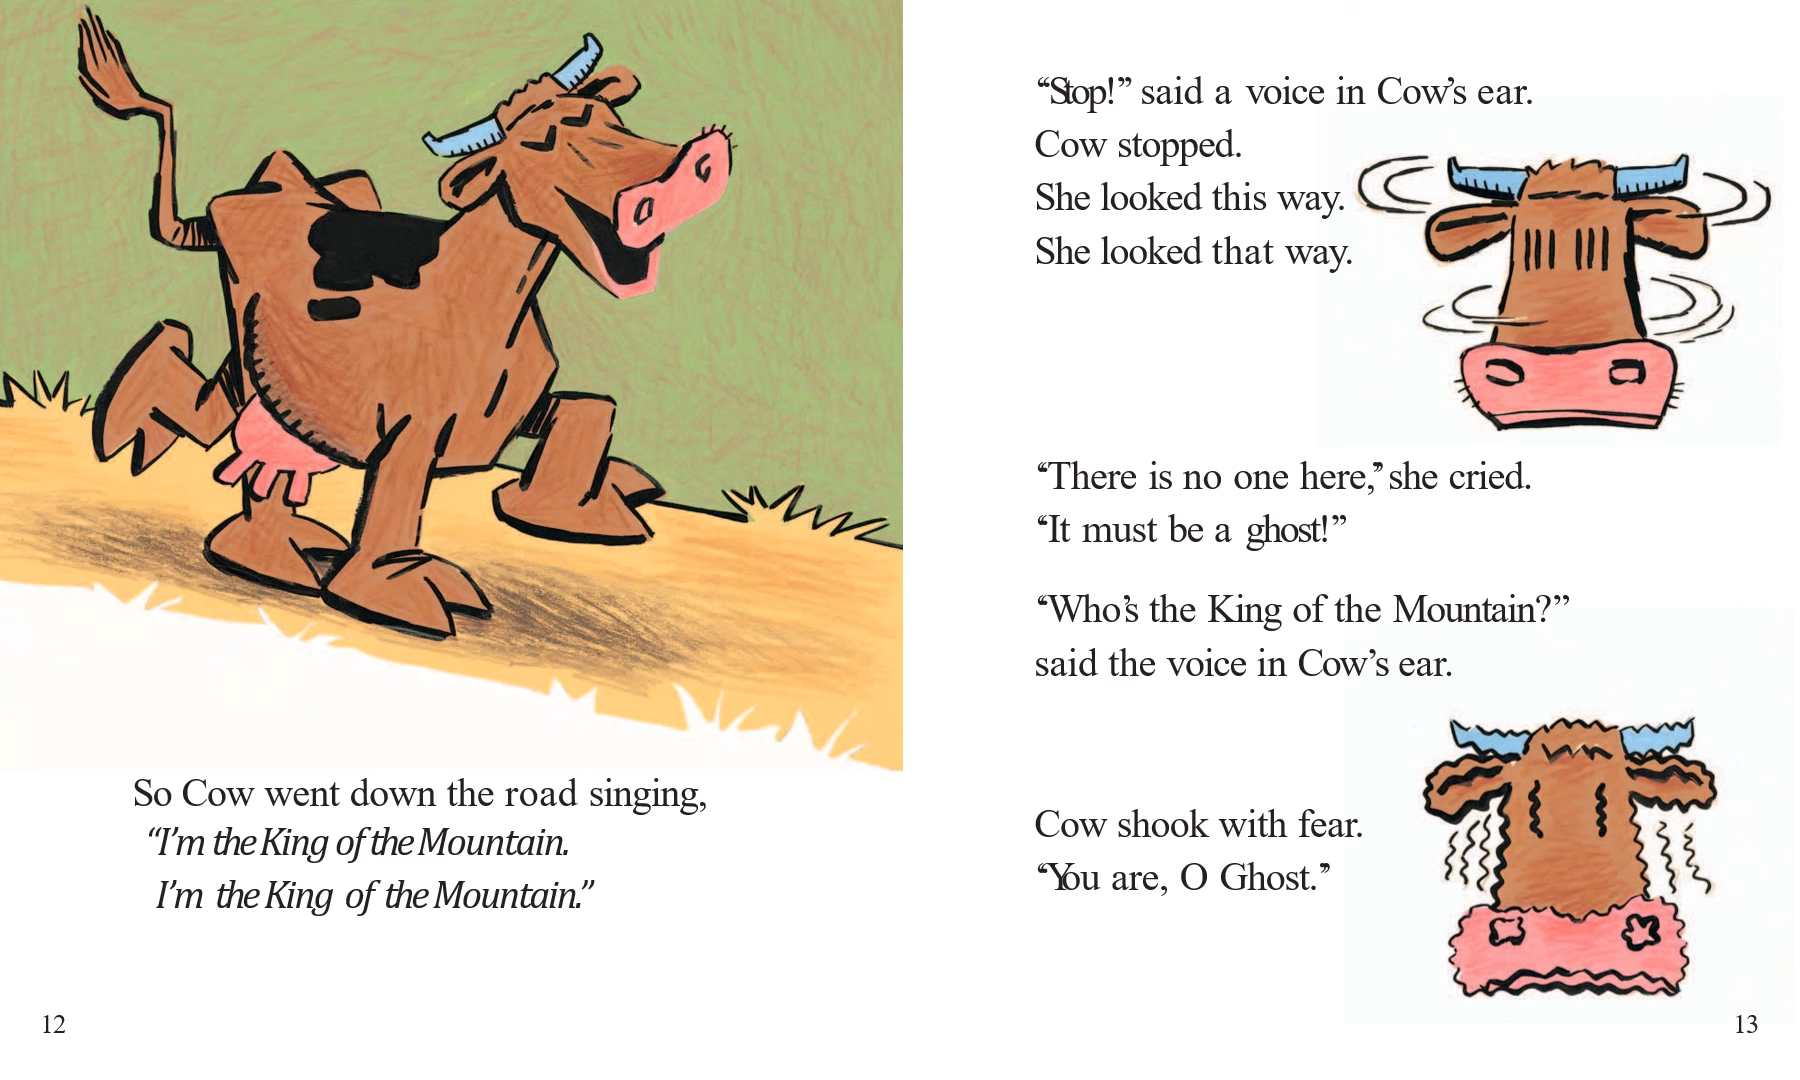 So Cow went down the road singing,
“I’m the King of the Mountain.
I’m the King of the Mountain.”
12
“Stop!” said a voice in Cow’s ear.
Cow stopped.
She looked this way.
She looked that way.
“There is no one here,” she cried.
“It must be a ghost!”
“Who’s the King of the Mountain?”
said the voice in Cow’s ear.
Cow shook with fear.
“You are, O Ghost.”
13